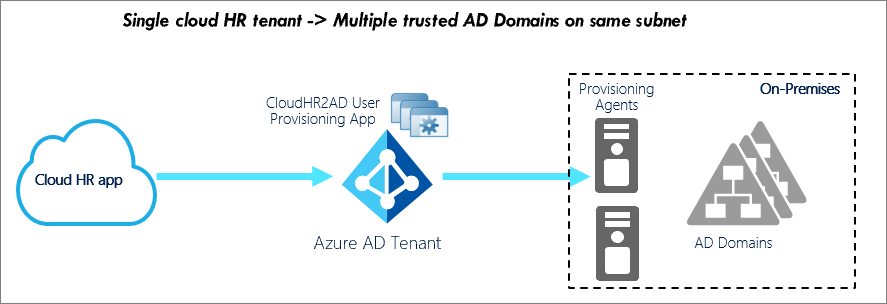 Single cloud HR tenant -> Multiple trusted AD Domains on same subnet
CloudHR2AD User
Provisioning App
Provisioning
Agents
On-Premises
Cloud HR app
Azure AD Tenant
AD Domains